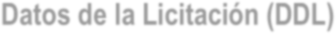 Datos de la Licitación (DDL)